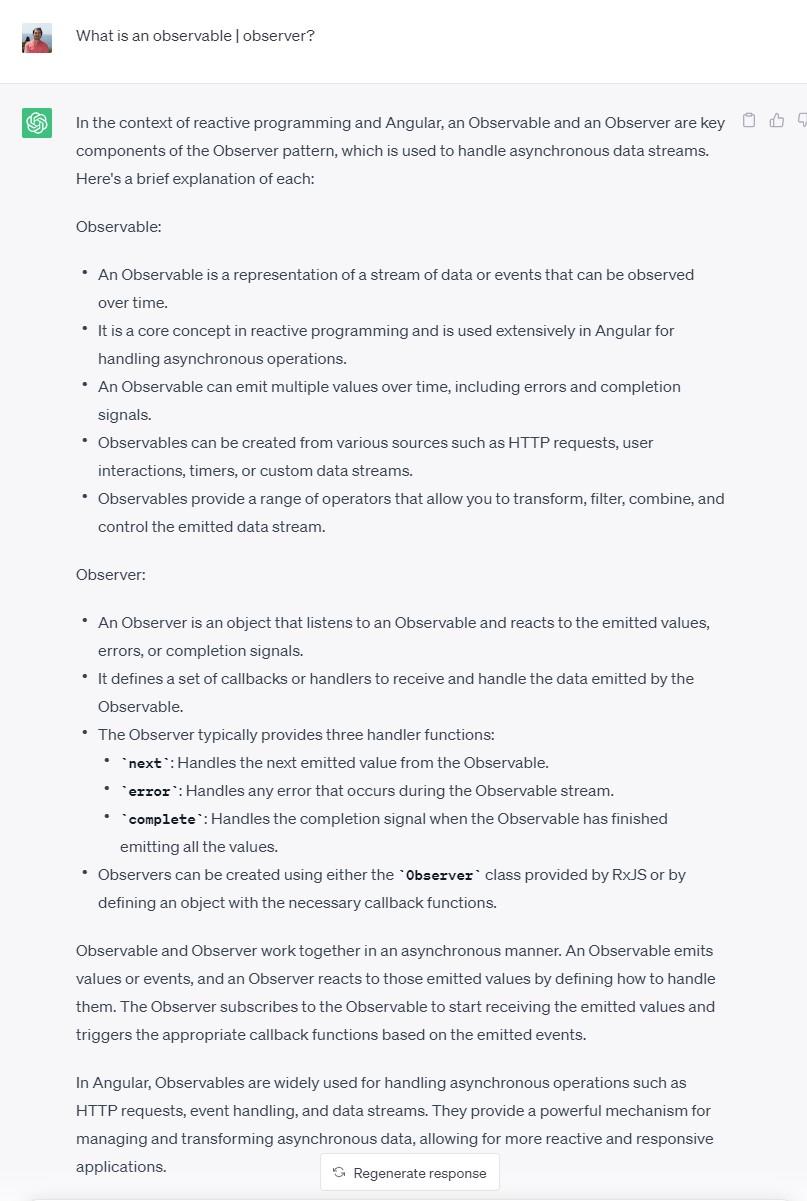 What is an observable | observer?
In the context of reactive programming and Angular, an Observable and an Observer are key
components of the Observer pattern, which is used to handle asynchronous data streams.
Here's a brief explanation of each:
Observable:
• An Observable is a representation of a stream of data or events that can be observed
over time.
• It is a core concept in reactive programming and is used extensively in Angular for
handling asynchronous operations.
• An Observable can emit multiple values over time, including errors and completion
signals.
• Observables can be created from various sources such as HTTP requests, user
interactions, timers, or custom data streams.
• Observables provide a range of operators that allow you to transform, filter, combine, and
control the emitted data stream.
Observer:
• An Observer is an object that listens to an Observable and reacts to the emitted values,
errors, or completion signals.
• It defines a set of callbacks or handlers to receive and handle the data emitted by the
Observable.
• The Observer typically provides three handler functions:
• `next`: Handles the next emitted value from the Observable.
• `error`: Handles any error that occurs during the Observable stream.
• `complete`: Handles the completion signal when the Observable has finished
emitting all the values.
• Observers can be created using either the `Observer` class provided by RxJS or by
defining an object with the necessary callback functions.
Observable and Observer work together in an asynchronous manner. An Observable emits
values or events, and an Observer reacts to those emitted values by defining how to handle
them. The Observer subscribes to the Observable to start receiving the emitted values and
triggers the appropriate callback functions based on the emitted events.
In Angular, Observables are widely used for handling asynchronous operations such as
HTTP requests, event handling, and data streams. They provide a powerful mechanism for
managing and transforming asynchronous data, allowing for more reactive and responsive
applications.
Regenerate response